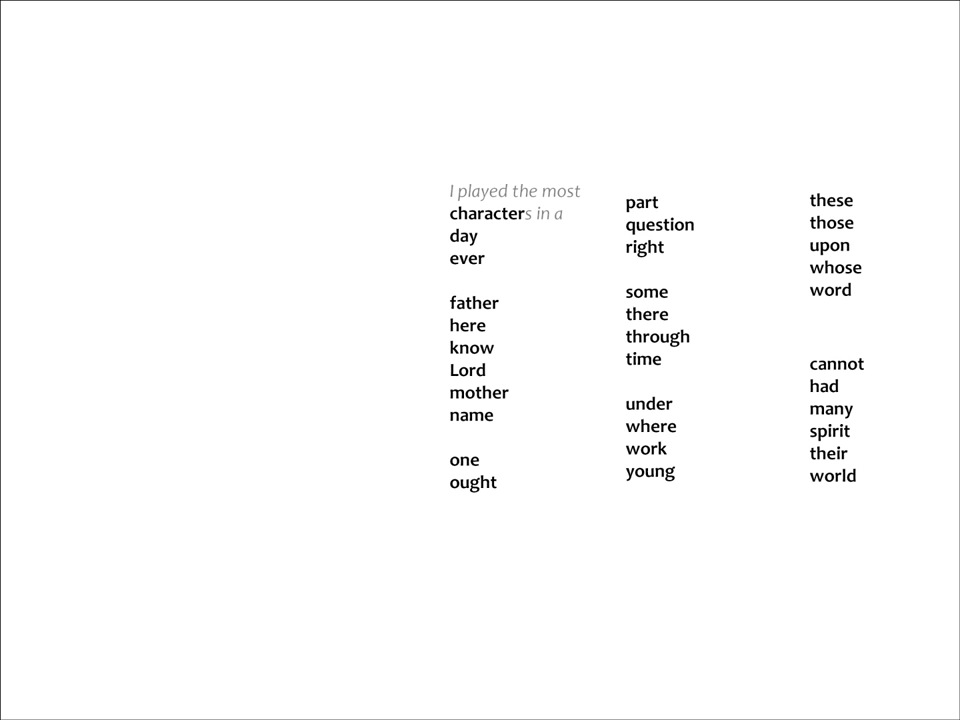 I played the most
characters in a
day
ever
father
here
know
Lord
mother
name
one
ought
part
question
right
some
there
through
time
under
where
work
young
these
those
upon
whose
word
cannot
had
many
spirit
their
world